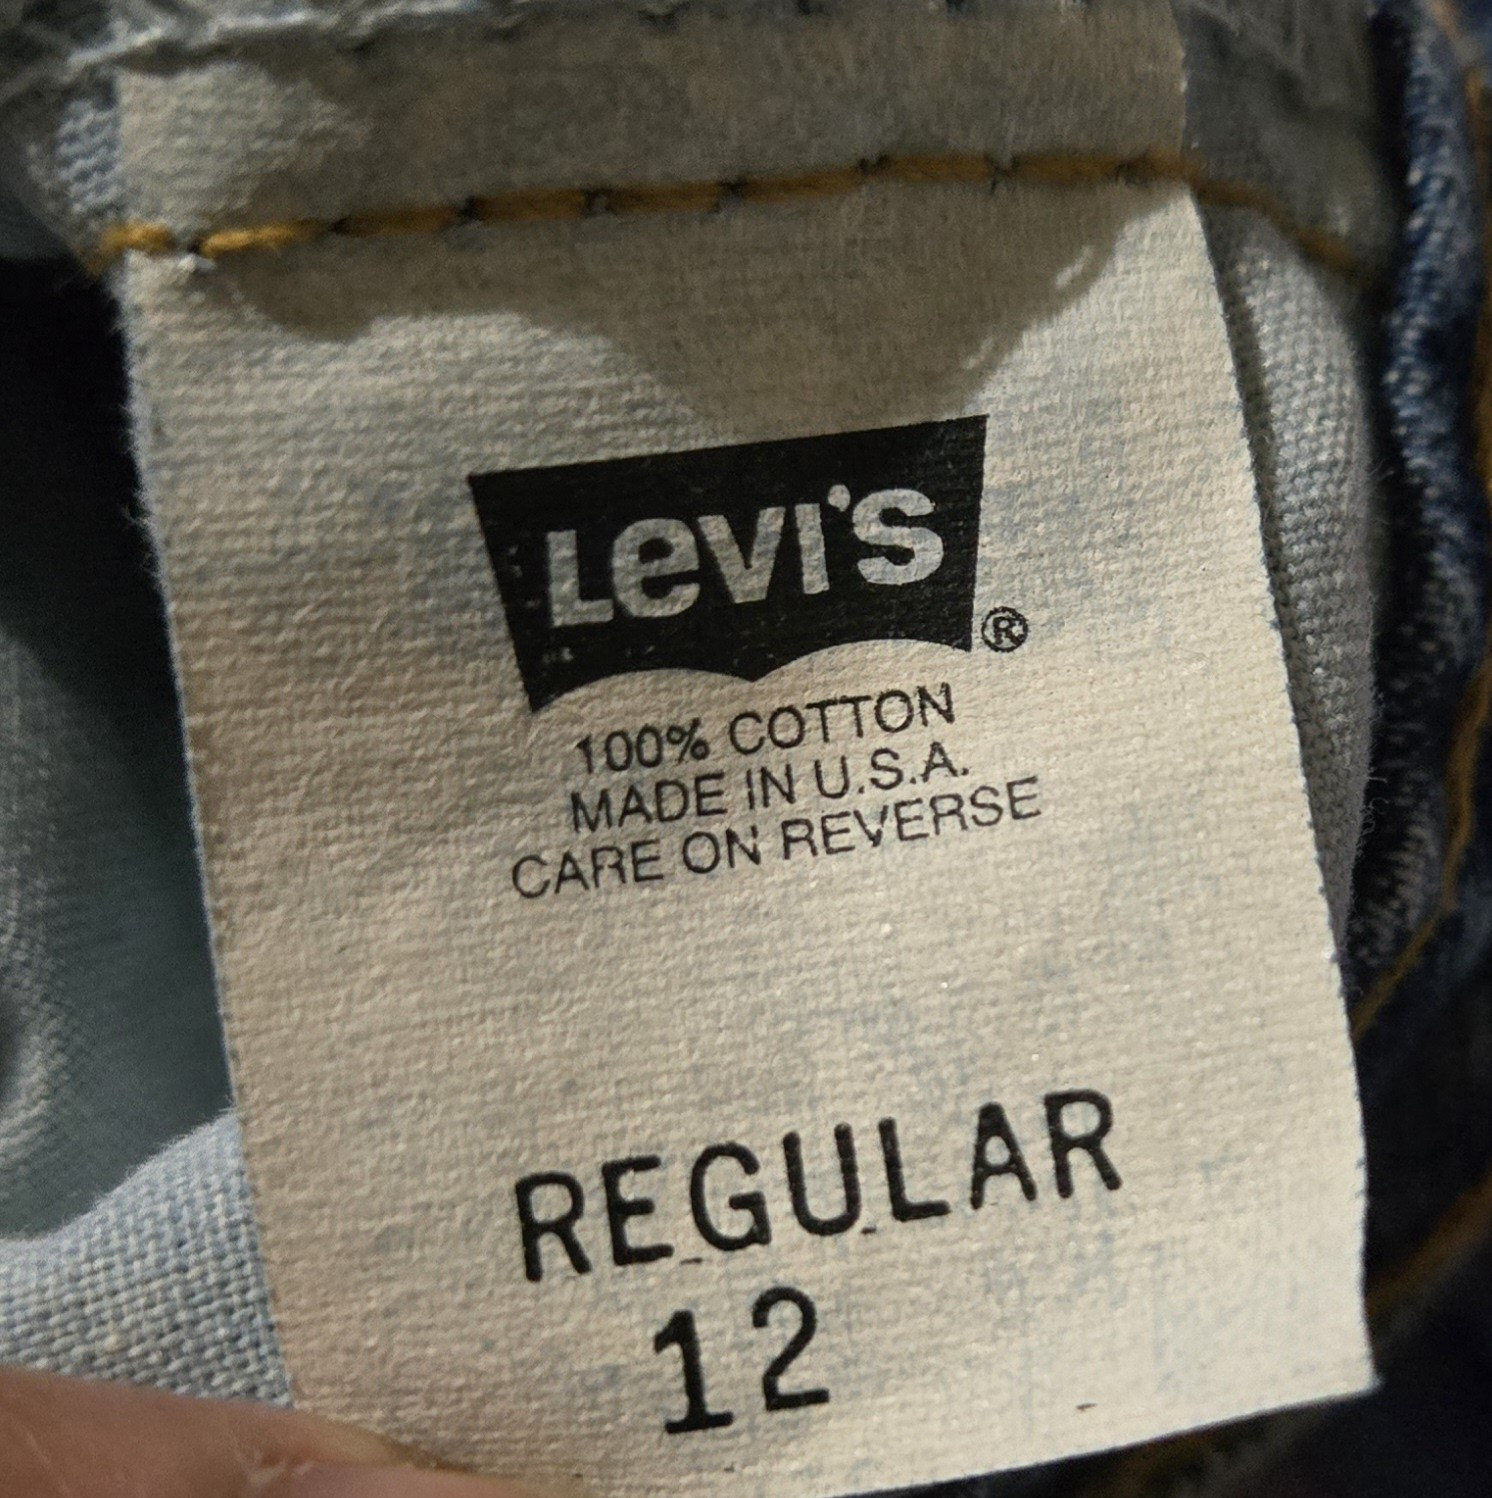 LEVI'S
®
100% COTTON
MADE IN U.S.A.
CARE ON REVERSE
REGULAR
12